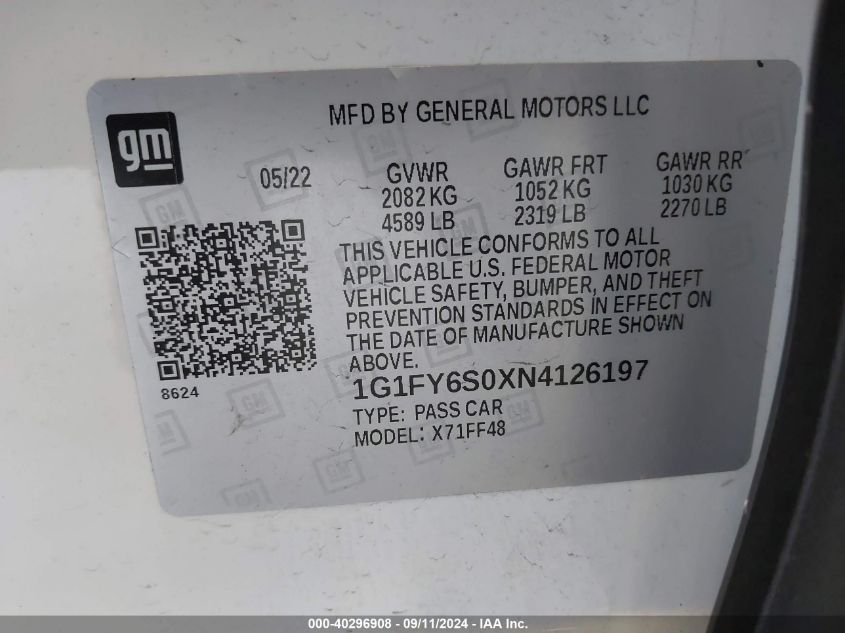 MFD BY GENERAL MOTORS LLC
gm
05/22
GVWR GAWR FRT GAWR RR
2082 KG 1052 KG 1030 KG
4589 LB 2319 LB 2270 LB
THIS VEHICLE CONFORMS TO ALL
APPLICABLE U.S. FEDERAL MOTOR
VEHICLE SAFETY, BUMPER, AND THEFT
PREVENTION STANDARDS IN EFFECT ON
THE DATE OF MANUFACTURE SHOWN
ABOVE.
8624
1G1FY6S0XN4126197
TYPE: PASS CAR
MODEL: X71FF48
000-40296908 - 09/11/2024 - IAA Inc.